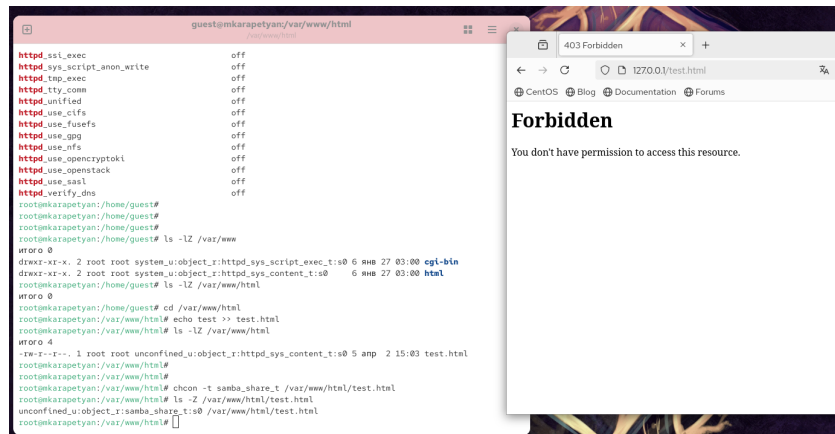 guest@mkarapetyan:/var/www/html
/var/www/html
httpd_ssi_exec off
httpd_sys_script_anon_write off
httpd_tmp_exec off
httpd_tty_comm off
httpd_unified off
httpd_use_cifs off
httpd_use_fusefs off
httpd_use_gpg off
httpd_use_nfs off
httpd_use_opencryptoki off
httpd_use_openstack off
httpd_use_sasl off
httpd_verify_dns off
root@mkarapetyan:/home/guest#
root@mkarapetyan:/home/guest#
root@mkarapetyan:/home/guest# ls -lZ /var/www
итого 0
drwxr-xr-x. 2 root root system_u:object_r:httpd_sys_script_exec_t:s0 6 янв 27 03:00 cgi-bin
drwxr-xr-x. 2 root root system_u:object_r:httpd_sys_content_t:s0 6 янв 27 03:00 html
root@mkarapetyan:/home/guest# ls -lZ /var/www/html
итого 0
root@mkarapetyan:/home/guest# cd /var/www/html
root@mkarapetyan:/var/www/html# echo test >> test.html
root@mkarapetyan:/var/www/html# ls -lZ /var/www/html
итого 4
-rw-r--r--. 1 root root unconfined_u:object_r:httpd_sys_content_t:s0 5 апр 2 15:03 test.html
root@mkarapetyan:/var/www/html#
root@mkarapetyan:/var/www/html#
root@mkarapetyan:/var/www/html# chcon -t samba_share_t /var/www/html/test.html
root@mkarapetyan:/var/www/html# ls -Z /var/www/html/test.html
unconfined_u:object_r:samba_share_t:s0 /var/www/html/test.html
root@mkarapetyan:/var/www/html#
403 Forbidden
127.0.0.1/test.html
CentOS Blog Documentation Forums
Forbidden
You don't have permission to access this resource.